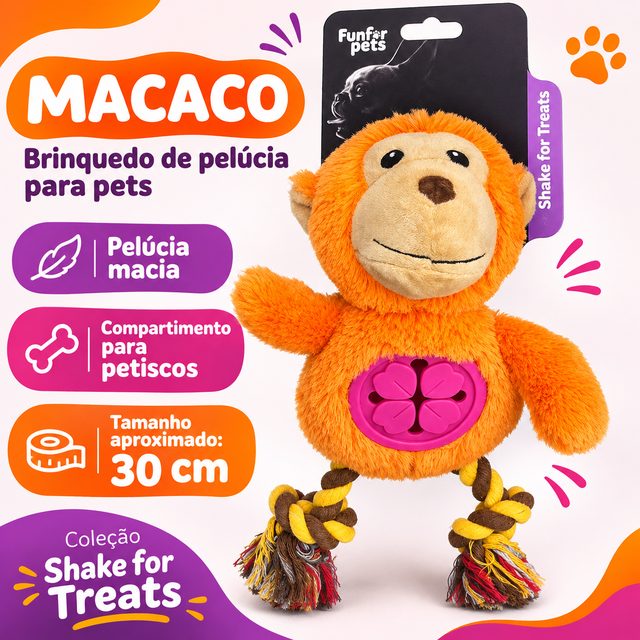 MACACO
Brinquedo de pelúcia
para pets
Pelúcia
macia
Compartimento
para
petiscos
Tamanho
aproximado:
30 cm
Coleção
Shake for
Treats
Funfor
pets
Shake for Treats